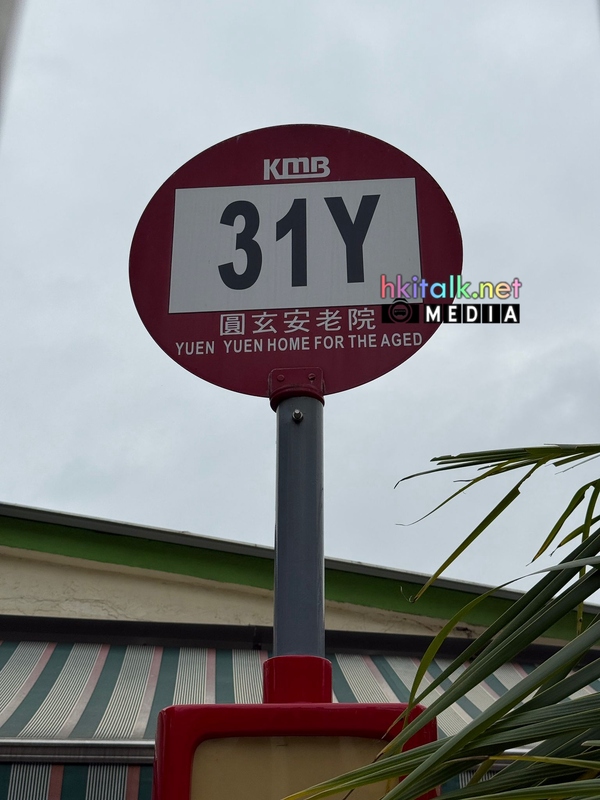 KMB
31Y
hkitalk.net
MEDIA
圓玄安老院
YUEN YUEN HOME FOR THE AGED